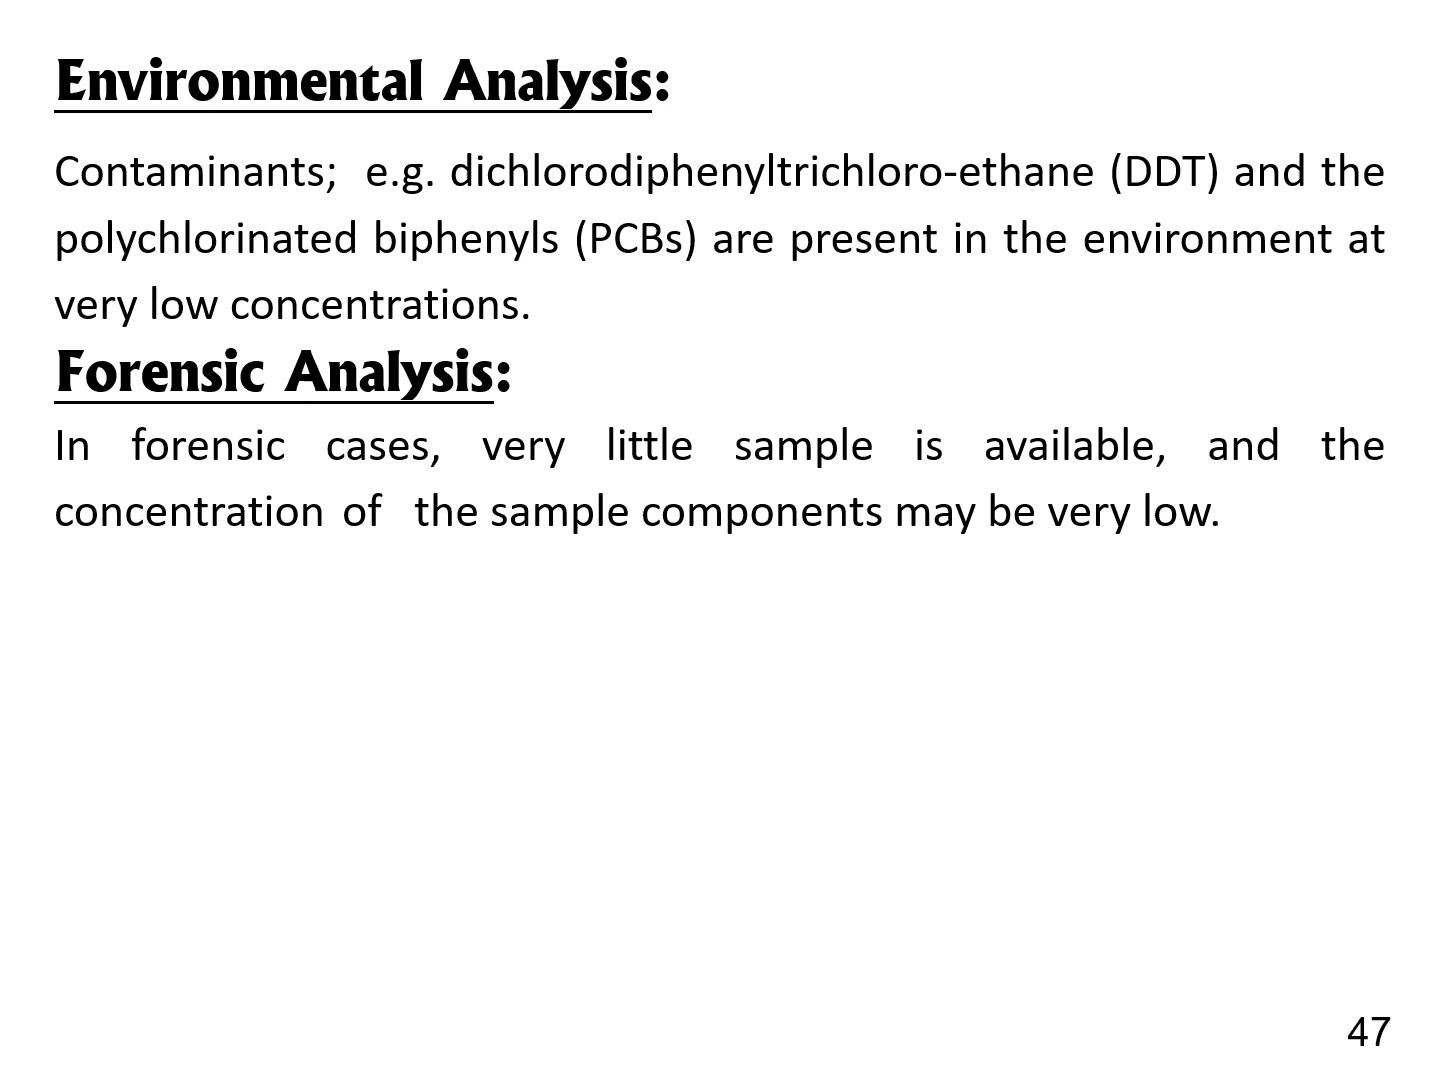 Environmental Analysis:
Contaminants; e.g. dichlorodiphenyltrichloro-ethane (DDT) and the
polychlorinated biphenyls (PCBs) are present in the environment at
very low concentrations.
Forensic Analysis:
In forensic cases, very little sample is available, and the
concentration of the sample components may be very low.
47